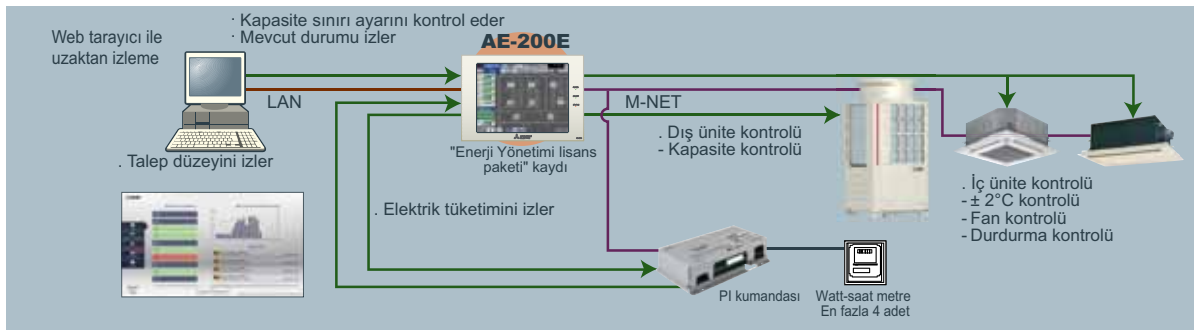 Web tarayıcı ile
uzaktan izleme
· Kapasite sınırı ayarını kontrol eder
· Mevcut durumu izler
AE-200E
LAN
M-NET
. Talep düzeyini izler
"Enerji Yönetimi lisans
paketi" kaydı
. Dış ünite kontrolü
- Kapasite kontrolü
. İç ünite kontrolü
- ± 2°C kontrolü
- Fan kontrolü
- Durdurma kontrolü
. Elektrik tüketimini izler
PI kumandası
Watt-saat metre
En fazla 4 adet